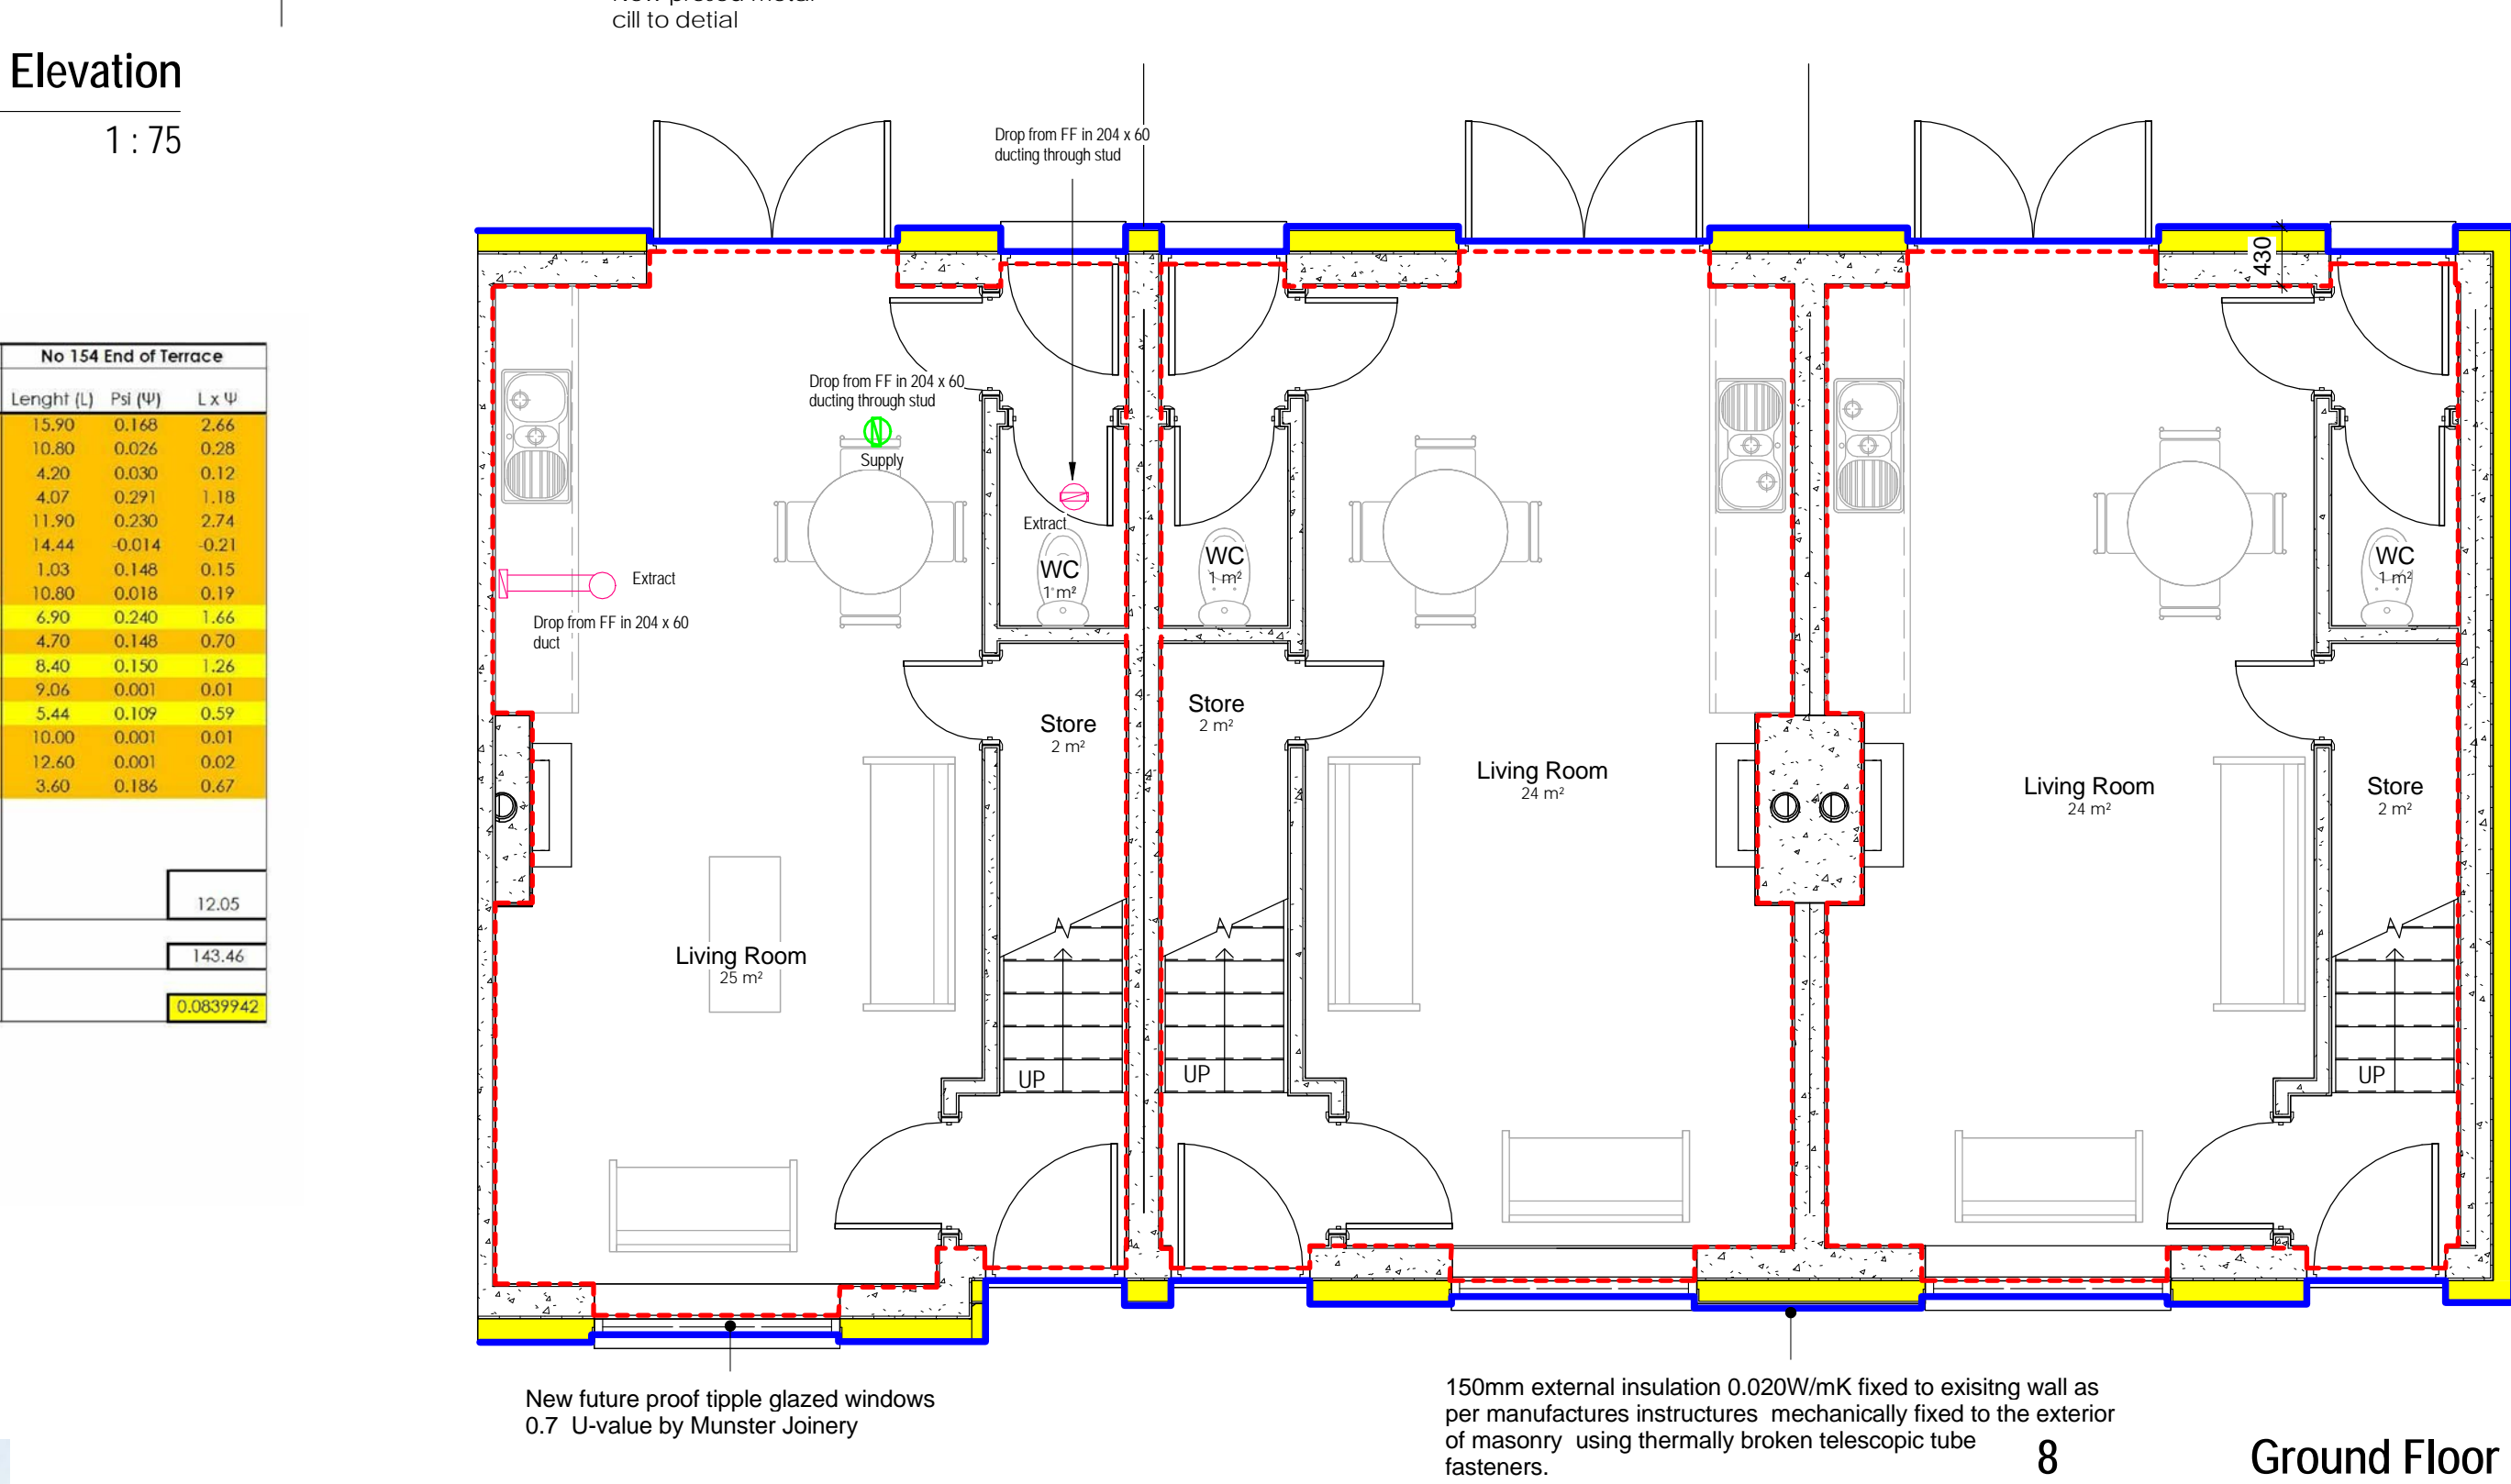 cill to detial
Elevation
1 : 75
No 154 End of Terrace
Lenght (L) Psi (Ψ) L x Ψ
15.90 0.168 2.66
10.80 0.026 0.28
4.20 0.030 0.12
4.07 0.291 1.18
11.90 0.230 2.74
14.44 -0.014 -0.21
1.03 0.148 0.15
10.80 0.018 0.19
6.90 0.240 1.66
4.70 0.148 0.70
8.40 0.150 1.26
9.06 0.001 0.01
5.44 0.109 0.59
10.00 0.001 0.01
12.60 0.001 0.02
3.60 0.186 0.67
12.05
143.46
0.0839942
Drop from FF in 204 x 60
ducting through stud
430
Drop from FF in 204 x 60
ducting through stud
Supply
Extract
WC
1 m²
WC
1 m²
WC
1 m²
Extract
Drop from FF in 204 x 60
duct
Store
2 m²
Store
2 m²
Living Room
24 m²
Living Room
24 m²
Store
2 m²
Living Room
25 m²
UP
UP
UP
New future proof tipple glazed windows
0.7 U-value by Munster Joinery
150mm external insulation 0.020W/mK fixed to exisitng wall as
per manufactures instructures mechanically fixed to the exterior
of masonry using thermally broken telescopic tube
fasteners.
8
Ground Floor